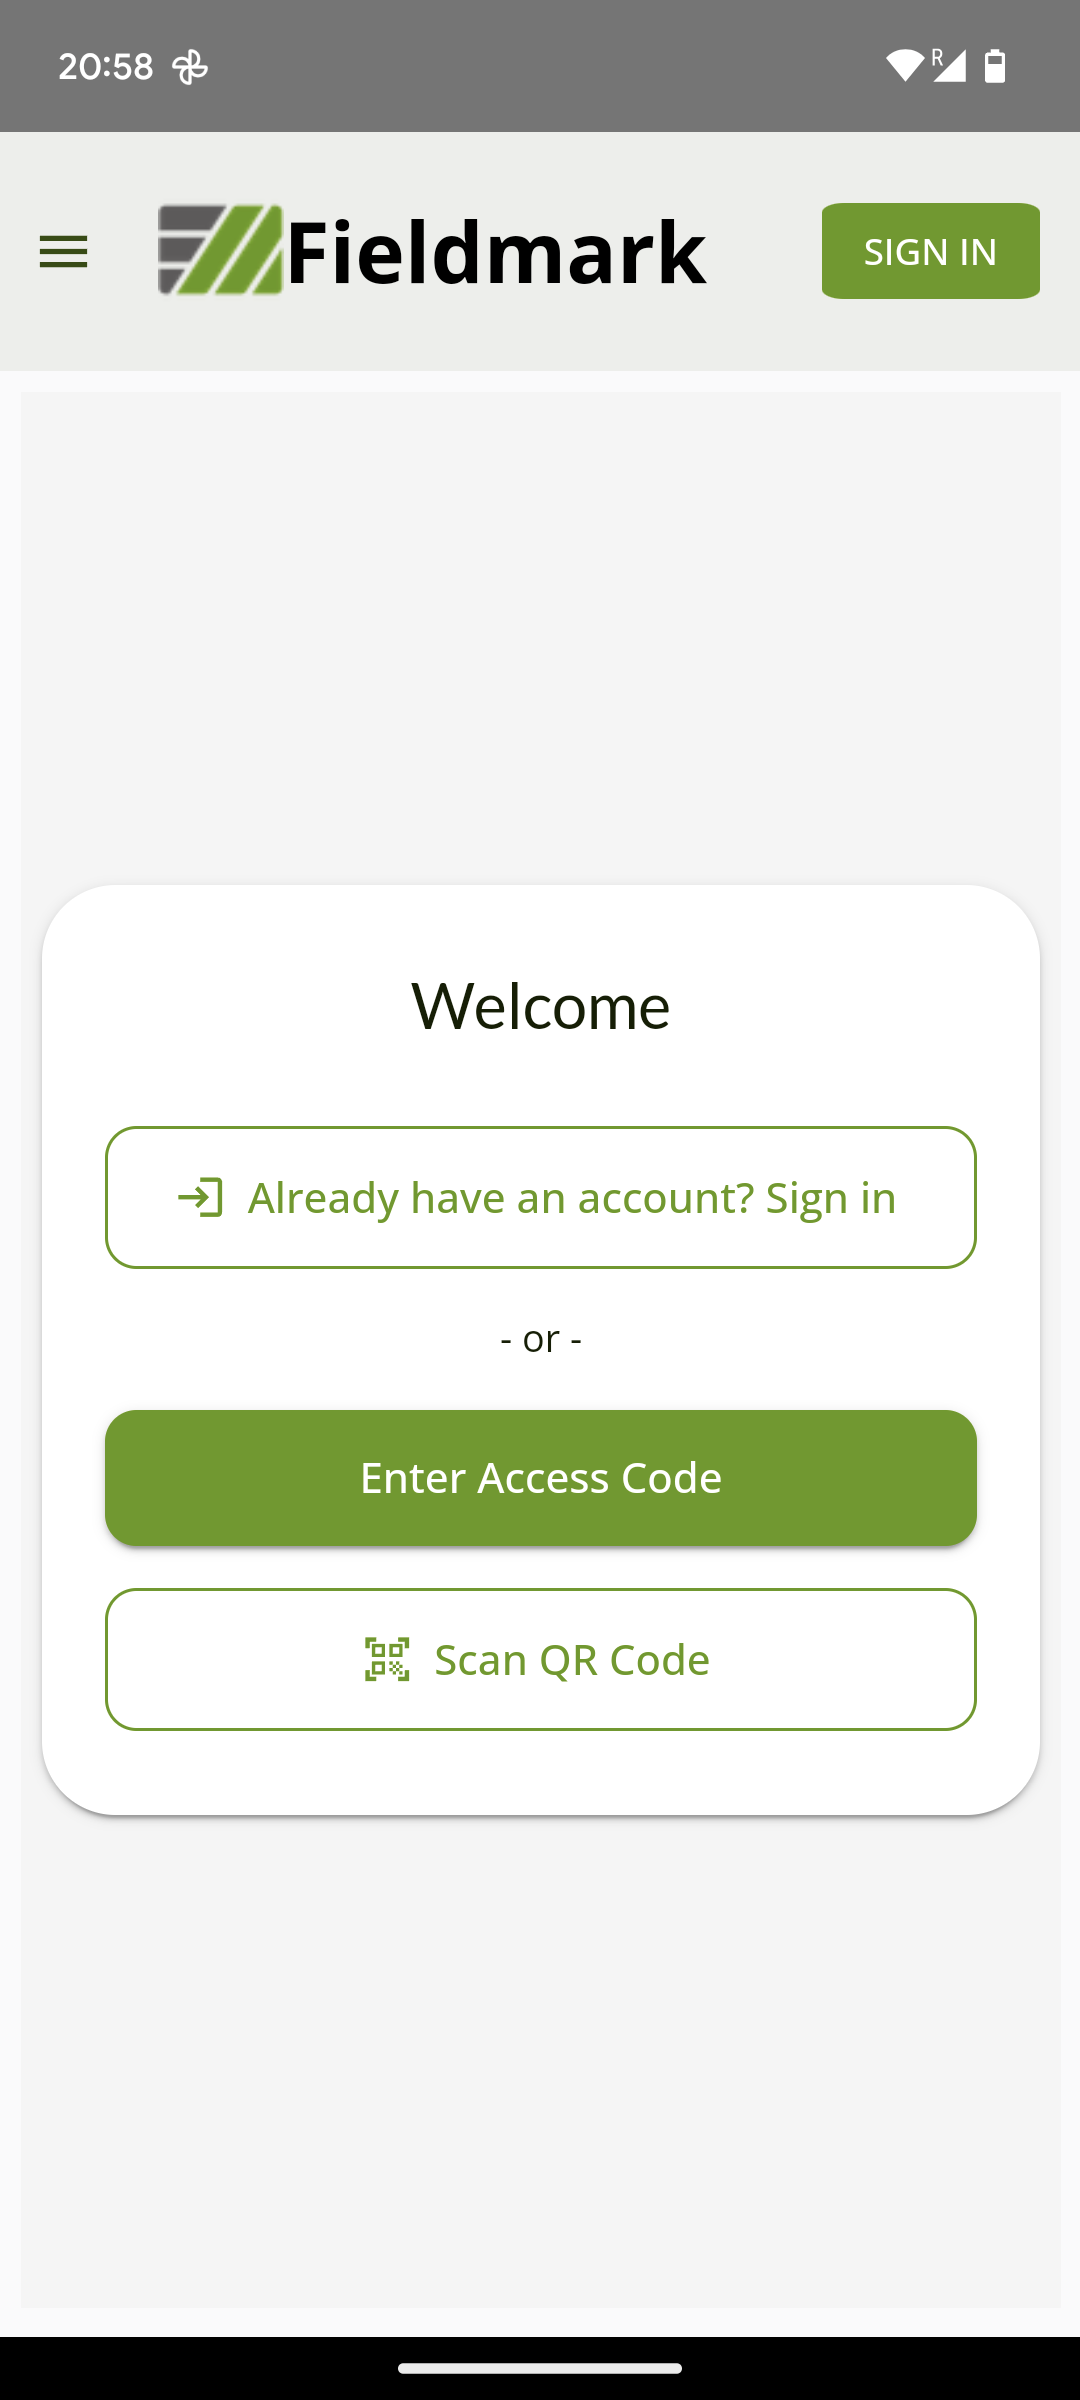 20:58
R
Fieldmark
SIGN IN
Welcome
Already have an account? Sign in
- or -
Enter Access Code
Scan QR Code